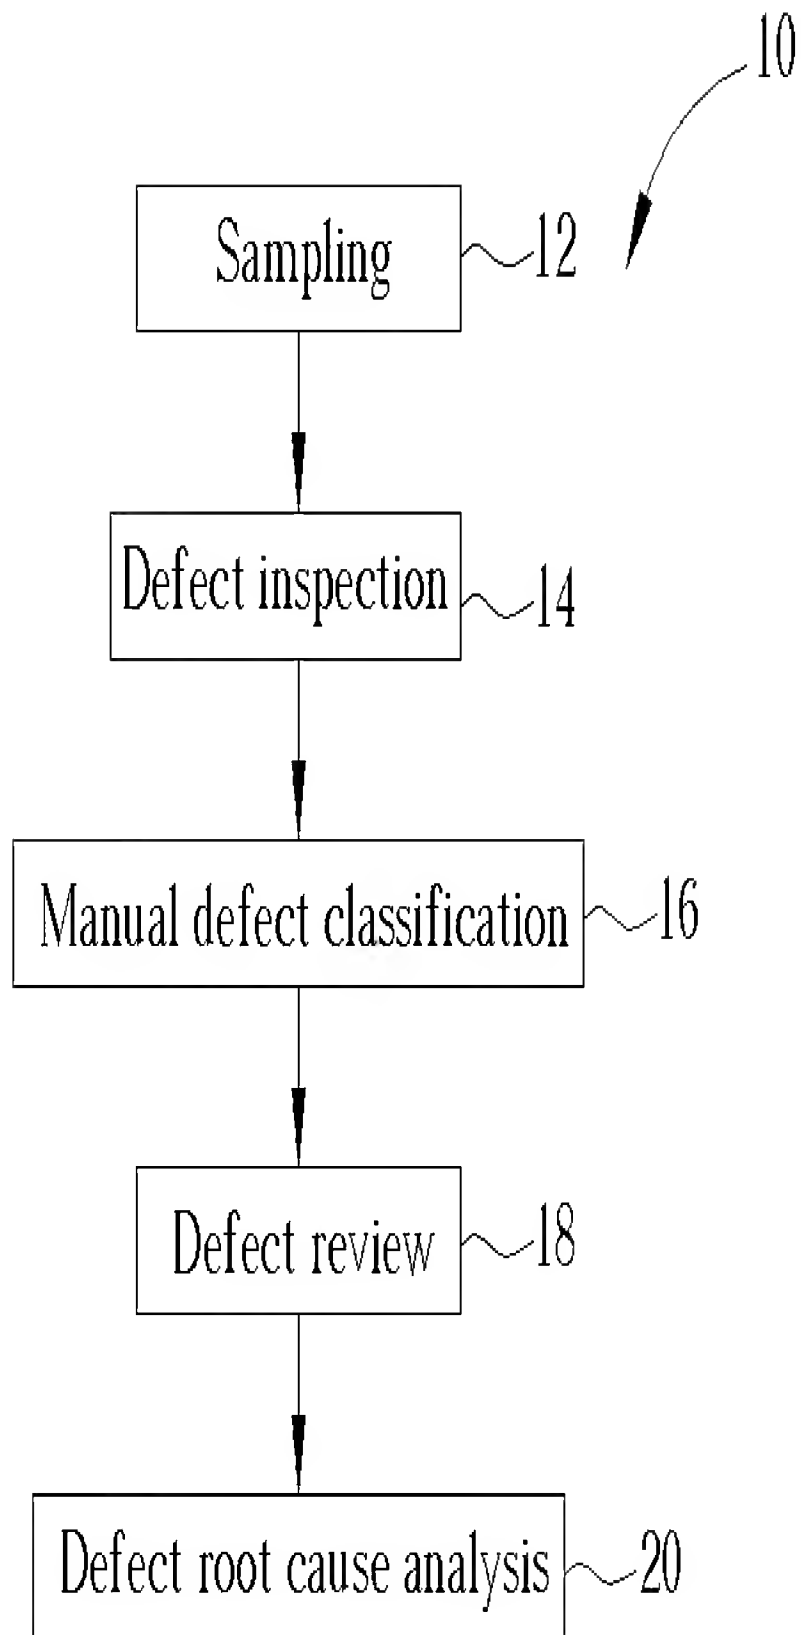 10
Sampling 12
Defect inspection 14
Manual defect classification 16
Defect review 18
Defect root cause analysis 20